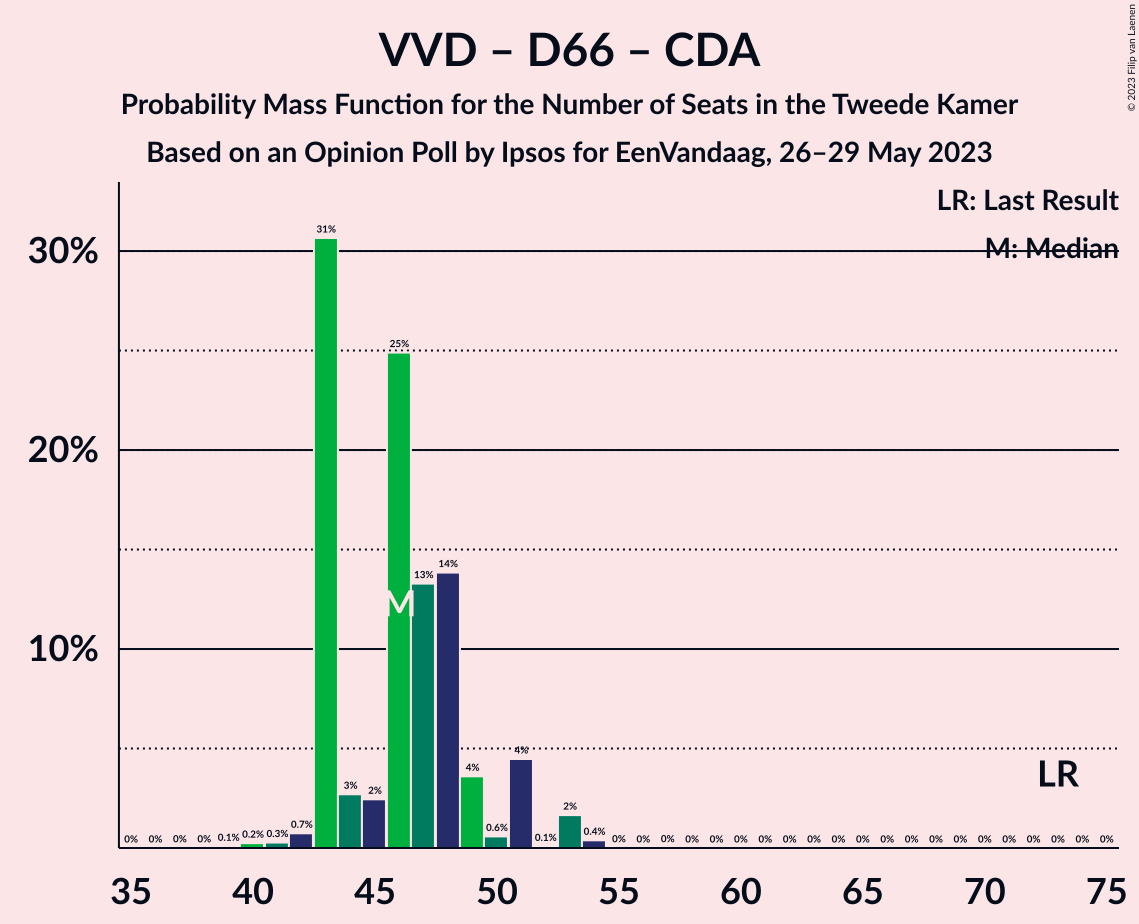 VVD – D66 – CDA
Probability Mass Function for the Number of Seats in the Tweede Kamer
Based on an Opinion Poll by Ipsos for EenVandaag, 26–29 May 2023
© 2023 Filip van Laenen
LR: Last Result
M: Median
30%
20%
10%
0% 0% 0% 0% 0.1% 0.2% 0.3% 0.7% 31% 3% 2% 25% 13% 14% 4% 0.6% 4% 0.1% 2% 0.4% 0% 0% 0% 0% 0% 0% 0% 0% 0% 0% 0% 0% 0% 0% 0% 0% 0% 0% 0% 0% 0%
M
LR
35 40 45 50 55 60 65 70 75